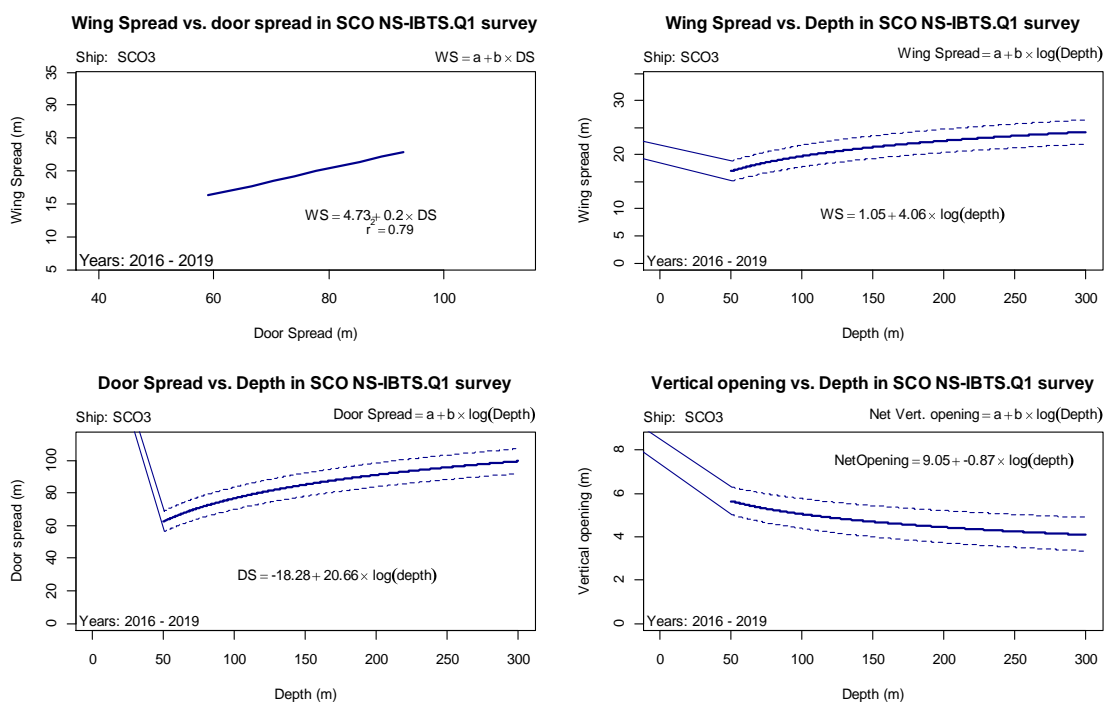 Wing Spread vs. door spread in SCO NS-IBTS.Q1 survey
Ship: SCO3
WS = a + b × DS
Wing Spread (m)
35
30
25
20
15
10
5
WS = 4.73 + 0.2 × DS
r² = 0.79
Years: 2016 - 2019
40 60 80 100
Door Spread (m)
Wing Spread vs. Depth in SCO NS-IBTS.Q1 survey
Ship: SCO3
Wing Spread = a + b × log(Depth)
Wing spread (m)
30
20
10
0
WS = 1.05 + 4.06 × log(depth)
Years: 2016 - 2019
0 50 100 150 200 250 300
Depth (m)
Door Spread vs. Depth in SCO NS-IBTS.Q1 survey
Ship: SCO3
Door Spread = a + b × log(Depth)
Door spread (m)
100
80
60
40
20
0
DS = -18.28 + 20.66 × log(depth)
Years: 2016 - 2019
0 50 100 150 200 250 300
Depth (m)
Vertical opening vs. Depth in SCO NS-IBTS.Q1 survey
Ship: SCO3
Net Vert. opening = a + b × log(Depth)
Vertical opening (m)
8
6
4
2
0
NetOpening = 9.05 + -0.87 × log(depth)
Years: 2016 - 2019
0 50 100 150 200 250 300
Depth (m)